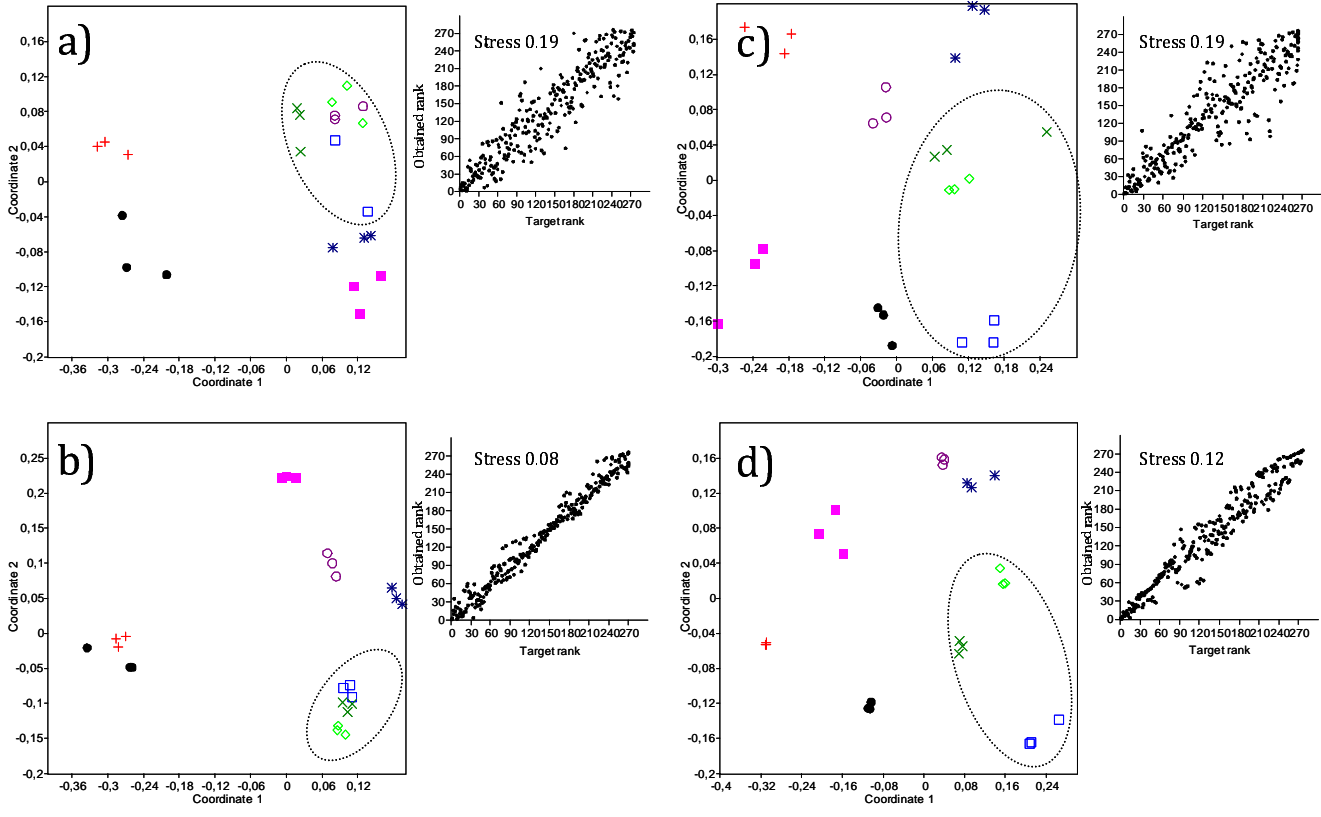 a)
0,16
0,12
0,08
0,04
0
-0,04
-0,08
-0,12
-0,16
-0,2
Coordinate 2
-0,36 -0,3 -0,24 -0,18 -0,12 -0,06 0 0,06 0,12
Coordinate 1
Stress 0.19
270
240
210
180
150
120
90
60
30
0
Obtained rank
0 30 60 90 120 150 180 210 240 270
Target rank
c)
0,16
0,12
0,08
0,04
0
-0,04
-0,08
-0,12
-0,16
-0,2
Coordinate 2
-0,3 -0,24 -0,18 -0,12 -0,06 0 0,06 0,12 0,18 0,24
Coordinate 1
Stress 0.19
270
240
210
180
150
120
90
60
30
0
0 30 60 90 120 150 180 210 240 270
Target rank
b)
0,25
0,2
0,15
0,1
0,05
0
-0,05
-0,1
-0,15
-0,2
Coordinate 2
-0,36 -0,3 -0,24 -0,18 -0,12 -0,06 0 0,06 0,12
Coordinate 1
Stress 0.08
270
240
210
180
150
120
90
60
30
0
Obtained rank
0 30 60 90 120 150 180 210 240 270
Target rank
d)
0,16
0,12
0,08
0,04
0
-0,04
-0,08
-0,12
-0,16
-0,2
Coordinate 2
-0,4 -0,32 -0,24 -0,16 -0,08 0 0,08 0,16 0,24
Coordinate 1
Stress 0.12
270
240
210
180
150
120
90
60
30
0
Obtained rank
0 30 60 90 120 150 180 210 240 270
Target rank